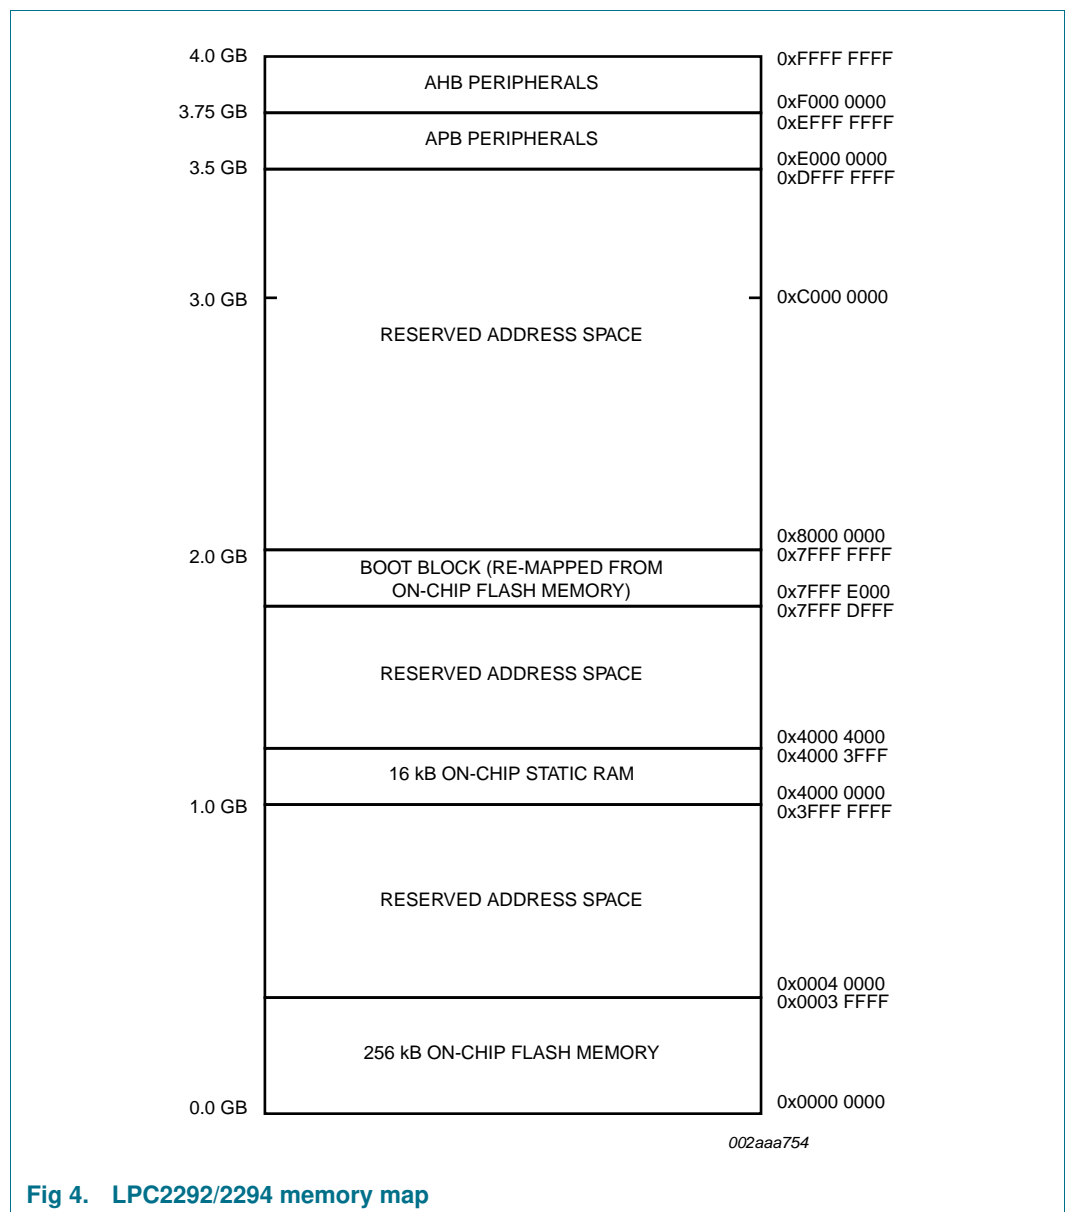 4.0 GB
0xFFFF FFFF
AHB PERIPHERALS
0xF000 0000
3.75 GB
0xEFFF FFFF
APB PERIPHERALS
0xE000 0000
3.5 GB
0xDFFF FFFF
3.0 GB
0xC000 0000
RESERVED ADDRESS SPACE
0x8000 0000
2.0 GB
0x7FFF FFFF
BOOT BLOCK (RE-MAPPED FROM
ON-CHIP FLASH MEMORY)
0x7FFF E000
0x7FFF DFFF
RESERVED ADDRESS SPACE
0x4000 4000
0x4000 3FFF
16 kB ON-CHIP STATIC RAM
0x4000 0000
1.0 GB
0x3FFF FFFF
RESERVED ADDRESS SPACE
0x0004 0000
0x0003 FFFF
256 kB ON-CHIP FLASH MEMORY
0.0 GB
0x0000 0000
002aaa754
Fig 4. LPC2292/2294 memory map